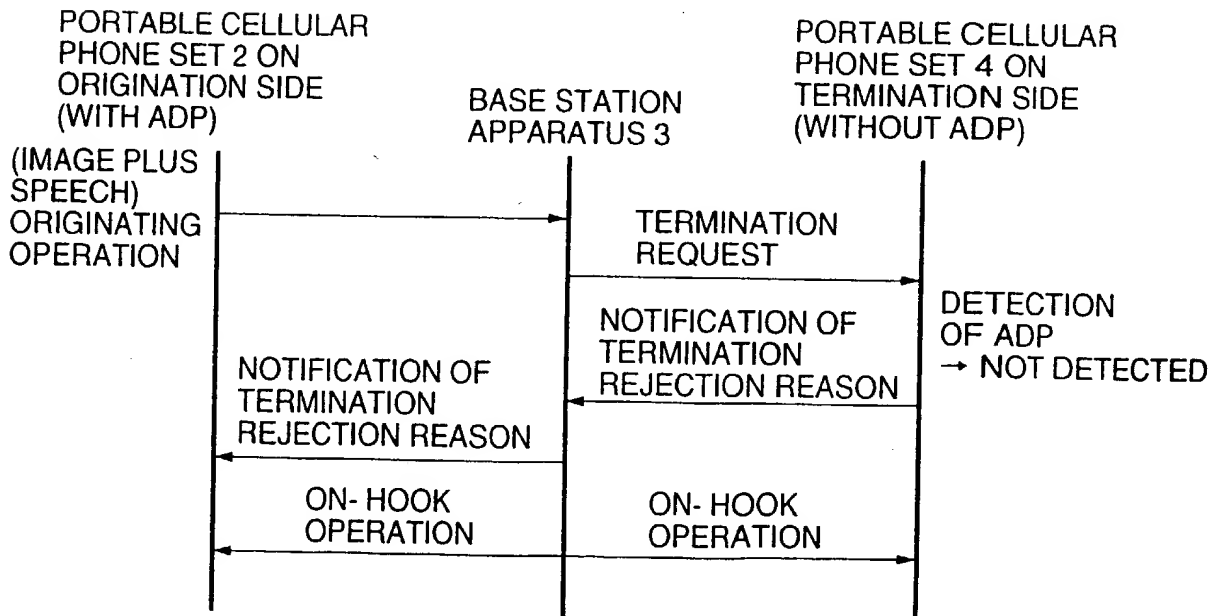 PORTABLE CELLULAR
PHONE SET 2 ON
ORIGINATION SIDE
(WITH ADP)
BASE STATION
APPARATUS 3
PORTABLE CELLULAR
PHONE SET 4 ON
TERMINATION SIDE
(WITHOUT ADP)
(IMAGE PLUS
SPEECH)
ORIGINATING
OPERATION
TERMINATION
REQUEST
DETECTION
OF ADP
→ NOT DETECTED
NOTIFICATION OF
TERMINATION
REJECTION REASON
NOTIFICATION OF
TERMINATION
REJECTION REASON
ON- HOOK
OPERATION
ON- HOOK
OPERATION